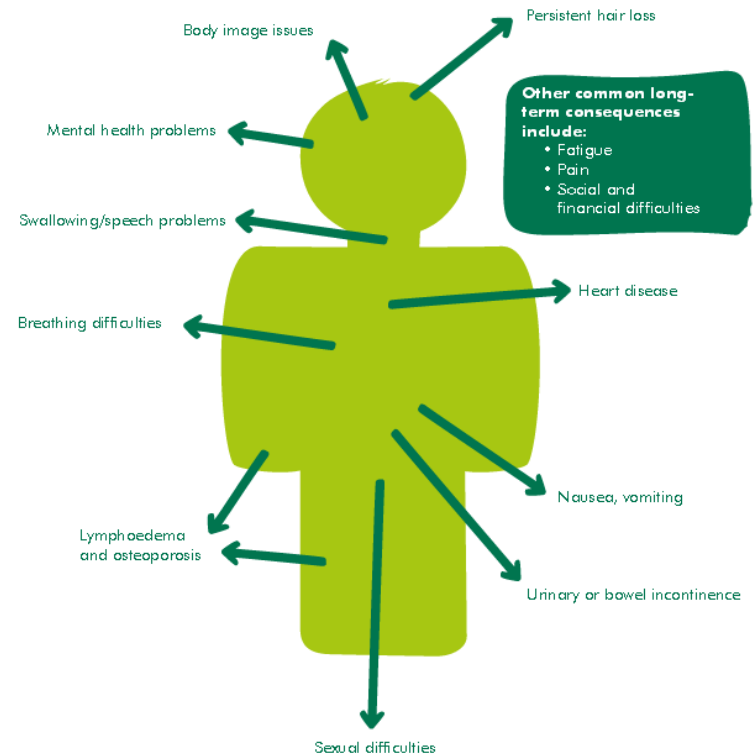 Persistent hair loss
Body image issues
Other common long-
term consequences
include:
• Fatigue
• Pain
• Social and
financial difficulties
Mental health problems
Swallowing/speech problems
Heart disease
Breathing difficulties
Nausea, vomiting
Lymphoedema
and osteoporosis
Urinary or bowel incontinence
Sexual difficulties